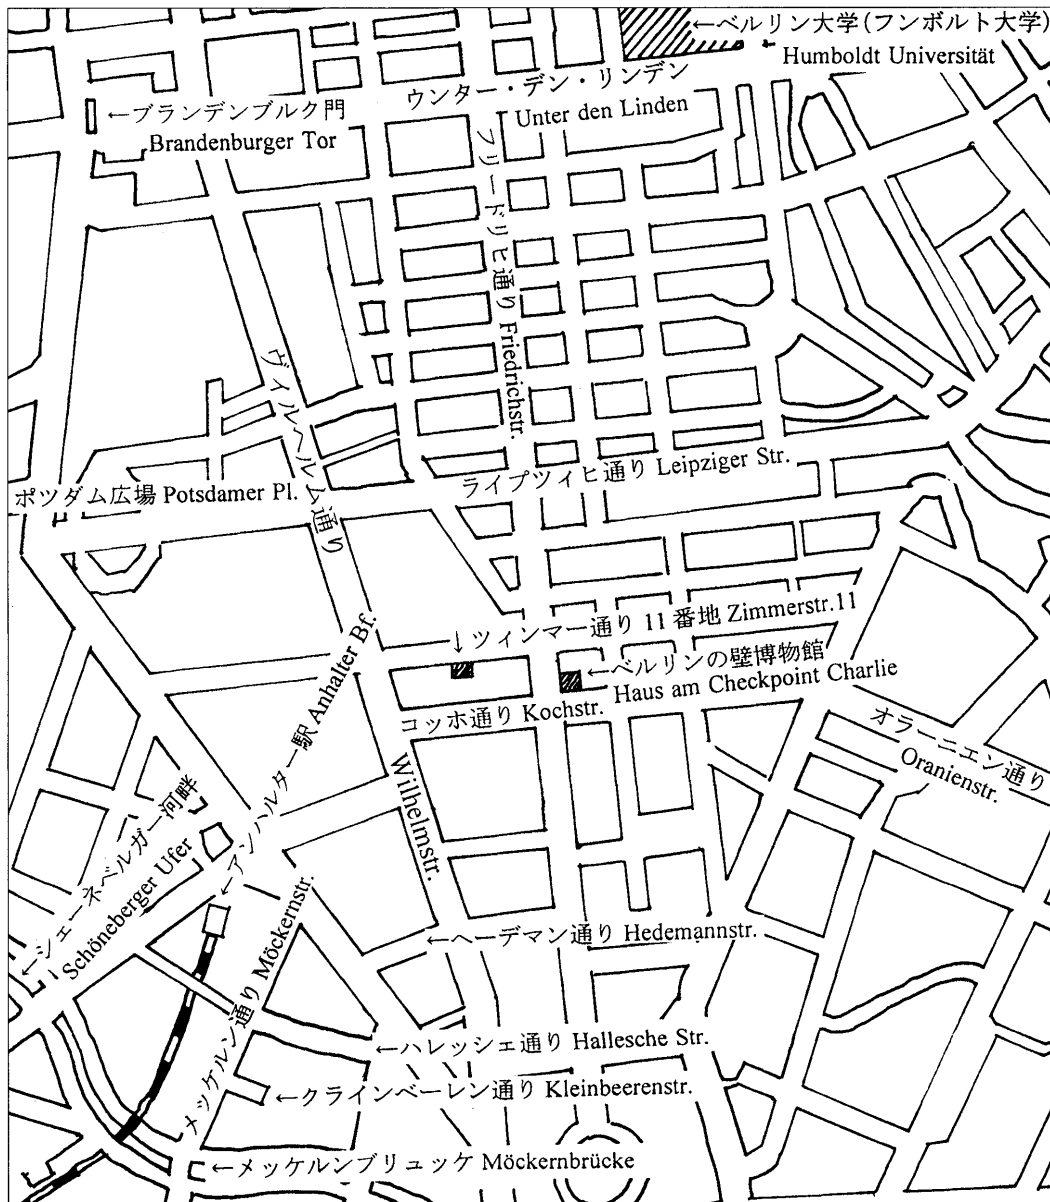 ←ベルリン大学(フンボルト大学)
Humboldt Universität
ウンター・デン・リンデン
Unter den Linden
←ブランデンブルク門
Brandenburger Tor
フリードリヒ通り Friedrichstr.
ヴィルヘルム通り
ライプツィヒ通り Leipziger Str.
ポツダム広場 Potsdamer Pl.
↓ツィンマー通り 11 番地 Zimmerstr.11
←ベルリンの壁博物館
Haus am Checkpoint Charlie
コッホ通り Kochstr.
オラーニエン通り
Oranienstr.
←アンハルター駅 Anhalter Bf.
Wilhelmstr.
←シェーネベルガー河畔
Schöneberger Ufer
メッケルン通り Möckernstr.
←ヘーデマン通り Hedemannstr.
←ハレッシェ通り Hallesche Str.
←クラインベーレン通り Kleinbeerenstr.
←メッケルンブリュッケ Möckernbrücke